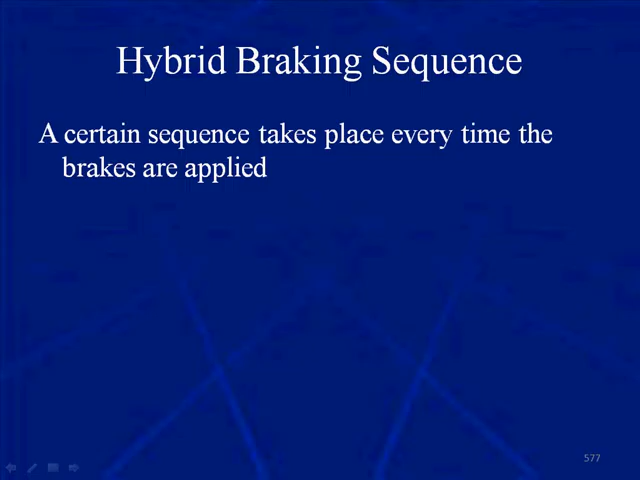 Hybrid Braking Sequence
A certain sequence takes place every time the
brakes are applied
577